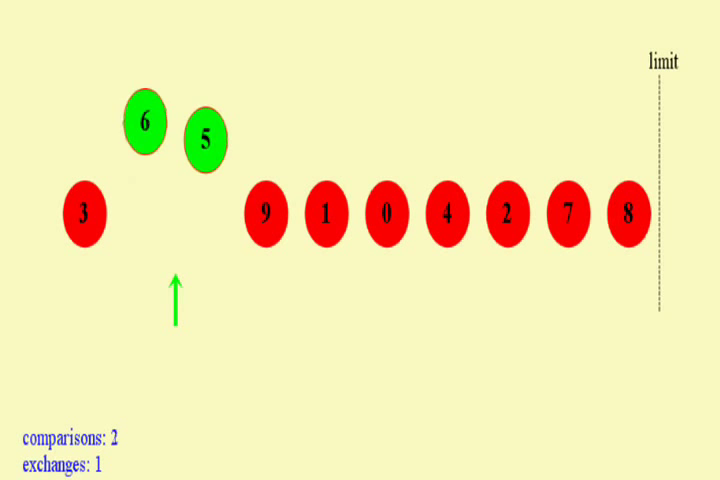 limit
6 5
3 9 1 0 4 2 7 8
comparisons: 2
exchanges: 1